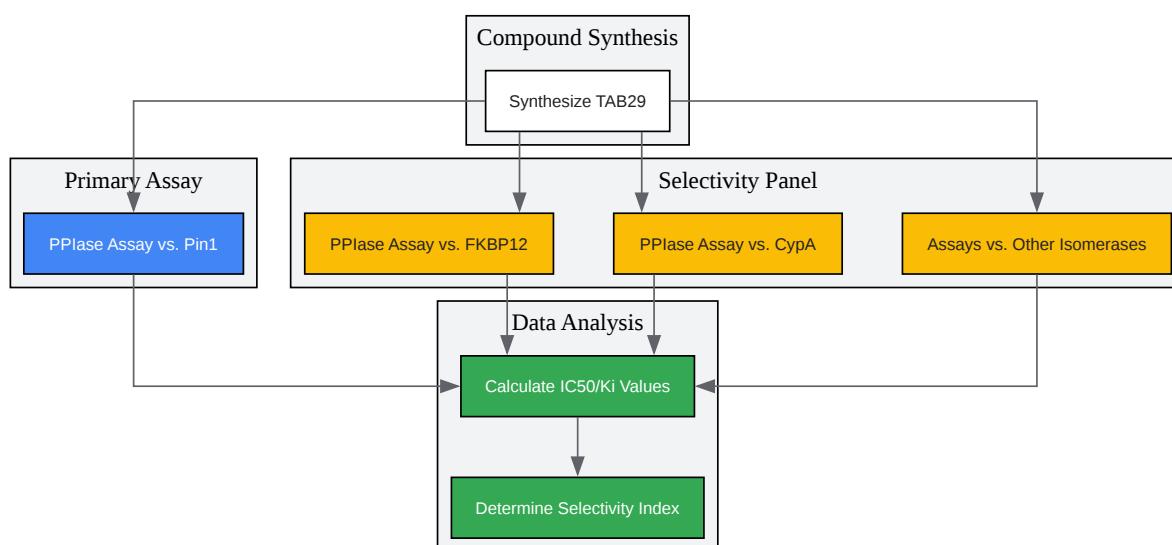 Compound Synthesis
Synthesize TAB29
Primary Assay
Selectivity Panel
PPIase Assay vs. Pin1
PPIase Assay vs. FKBP12
PPIase Assay vs. CypA
Assays vs. Other Isomerases
Data Analysis
Calculate IC50/Ki Values
Determine Selectivity Index